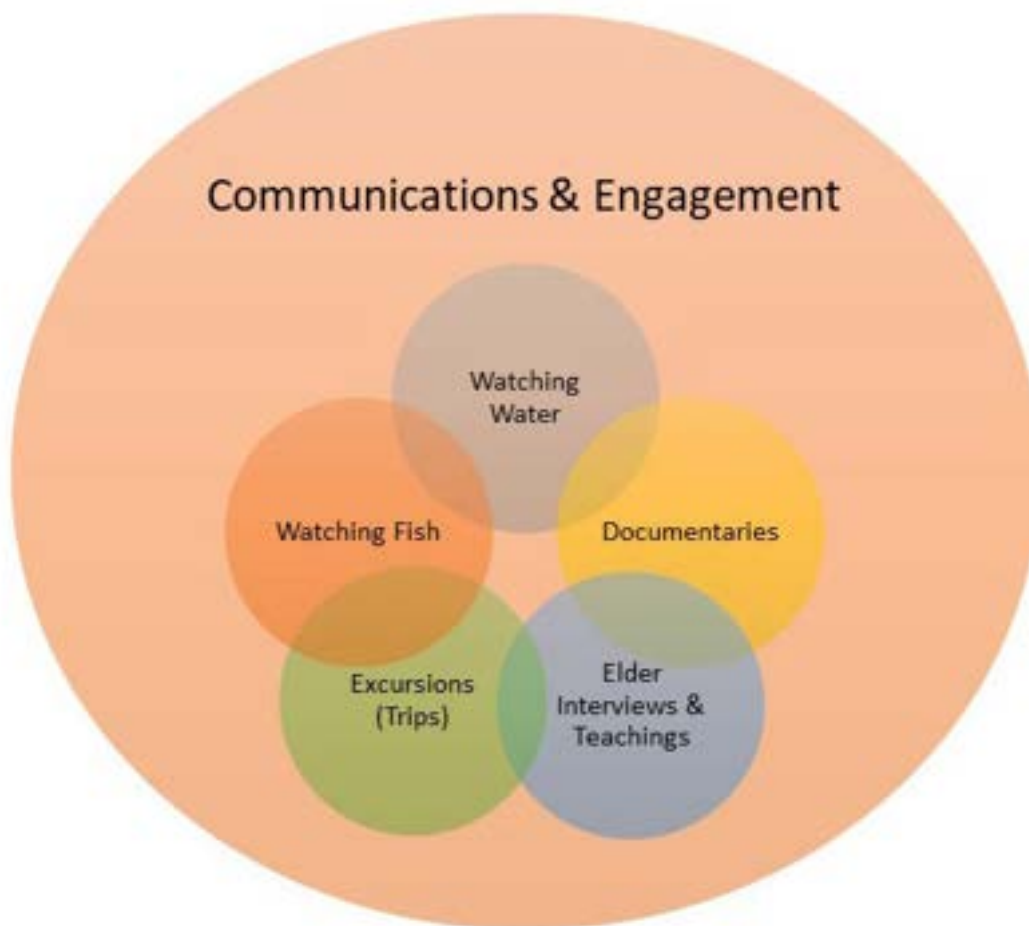 Communications & Engagement
Watching
Water
Watching Fish
Documentaries
Excursions
(Trips)
Elder
Interviews &
Teachings